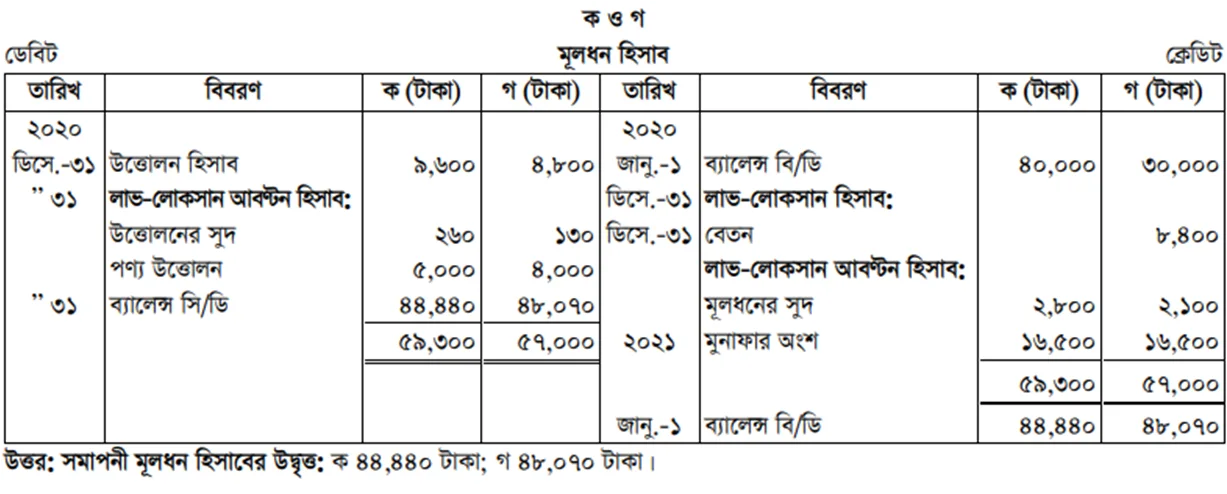 ক ও গ
ডেবিট মূলধন হিসাব ক্রেডিট
তারিখ বিবরণ ক (টাকা) গ (টাকা) তারিখ বিবরণ ক (টাকা) গ (টাকা)
২০২০ ২০২০
ডিসে.-৩১ উত্তোলন হিসাব ৯,৬০০ ৪,৮০০ জানু.-১ ব্যালেন্স বি/ডি ৪০,০০০ ৩০,০০০
” ৩১ লাভ-লোকসান আবণ্টন হিসাব: ডিসে.-৩১ লাভ-লোকসান হিসাব:
উত্তোলনের সুদ ২৬০ ১৩০ ডিসে.-৩১ বেতন ৮,৪০০
পণ্য উত্তোলন ৫,০০০ ৪,০০০ লাভ-লোকসান আবণ্টন হিসাব:
” ৩১ ব্যালেন্স সি/ডি ৪৪,৪৪০ ৪৮,০৭০ মূলধনের সুদ ২,৮০০ ২,১০০
৫৯,৩০০ ৫৭,০০০ ২০২১ মুনাফার অংশ ১৬,৫০০ ১৬,৫০০
৫৯,৩০০ ৫৭,০০০
জানু.-১ ব্যালেন্স বি/ডি ৪৪,৪৪০ ৪৮,০৭০
উত্তর: সমাপনী মূলধন হিসাবের উদ্বৃত্ত: ক ৪৪,৪৪০ টাকা; গ ৪৮,০৭০ টাকা।